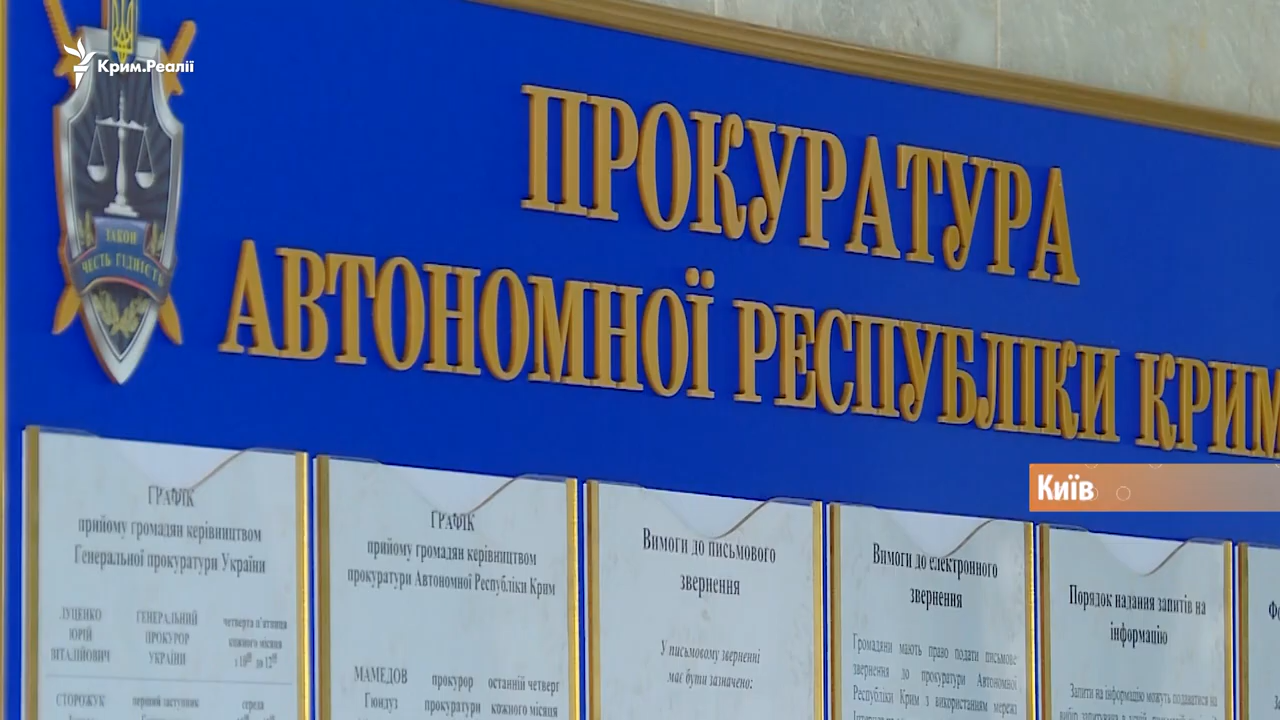 Крим.Реалії
ПРОКУРАТУРА
АВТОНОМНОЇ РЕСПУБЛІКИ КРИМ
ЗАКОН
ЧЕСТЬ ГІДНІСТЬ
Київ
ГРАФІК
прийому громадян керівництвом
Генеральної прокуратури України
ЛУЦЕНКО ГЕНЕРАЛЬНИЙ четверта п'ятниця
ЮРІЙ ПРОКУРОР кожного місяця
ВІТАЛІЙОВИЧ УКРАЇНИ з 10⁰⁰ до 12⁰⁰
СТОРОЖУК перший заступник середа
ГРАФІК
прийому громадян керівництвом
прокуратури Автономної Республіки Крим
МАМЕДОВ прокурор останній четвер
Гюндуз прокуратури кожного місяця
Вимоги до письмового
звернення
У письмовому зверненні
має бути зазначено:
Вимоги до електронного
звернення
Громадяни мають право подати письмове
звернення до прокуратури Автономної
Республіки Крим з використанням мережі
Порядок надання запитів на
інформацію
Запити на інформацію можуть подаватися на